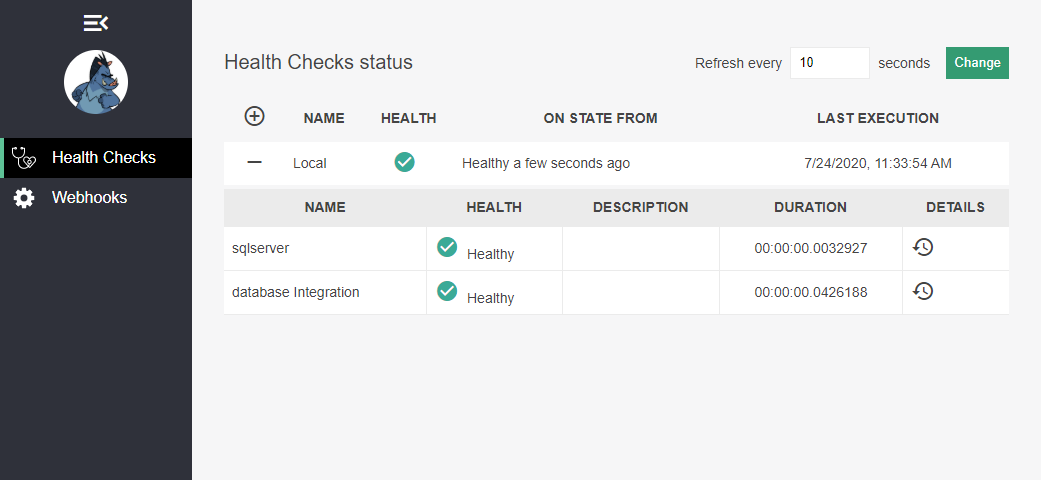 Health Checks status
Refresh every 10 seconds Change
NAME HEALTH ON STATE FROM LAST EXECUTION
Health Checks
Local Healthy a few seconds ago 7/24/2020, 11:33:54 AM
Webhooks
NAME HEALTH DESCRIPTION DURATION DETAILS
sqlserver Healthy 00:00:00.0032927
database Integration Healthy 00:00:00.0426188